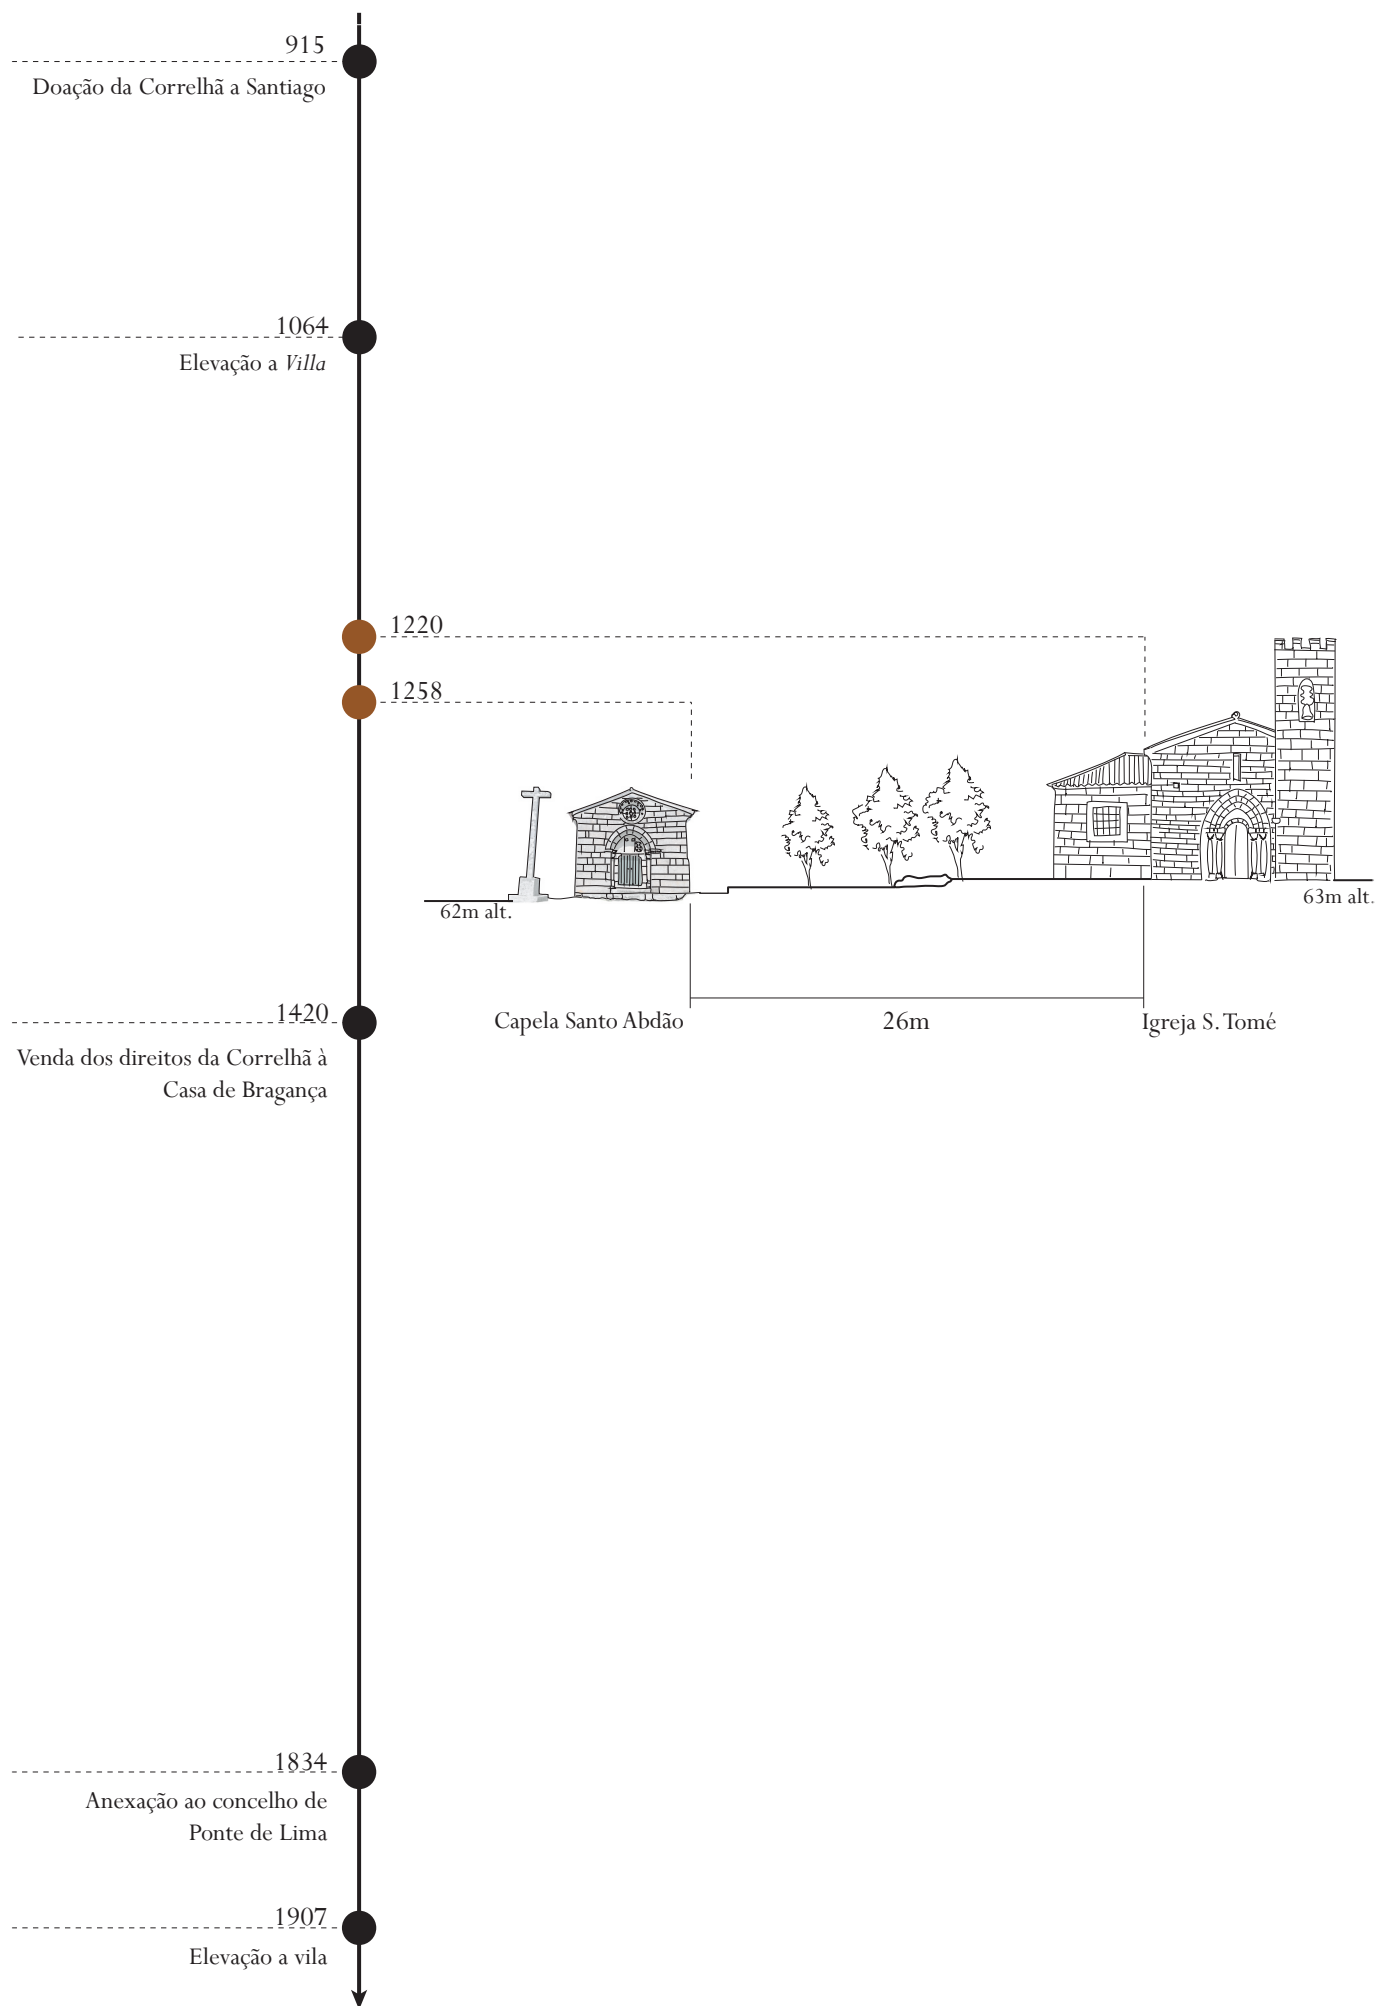 915
Doação da Correlhã a Santiago
1064
Elevação a Villa
1220
1258
62m alt.
63m alt.
Capela Santo Abdão
26m
Igreja S. Tomé
1420
Venda dos direitos da Correlhã à
Casa de Bragança
1834
Anexação ao concelho de
Ponte de Lima
1907
Elevação a vila